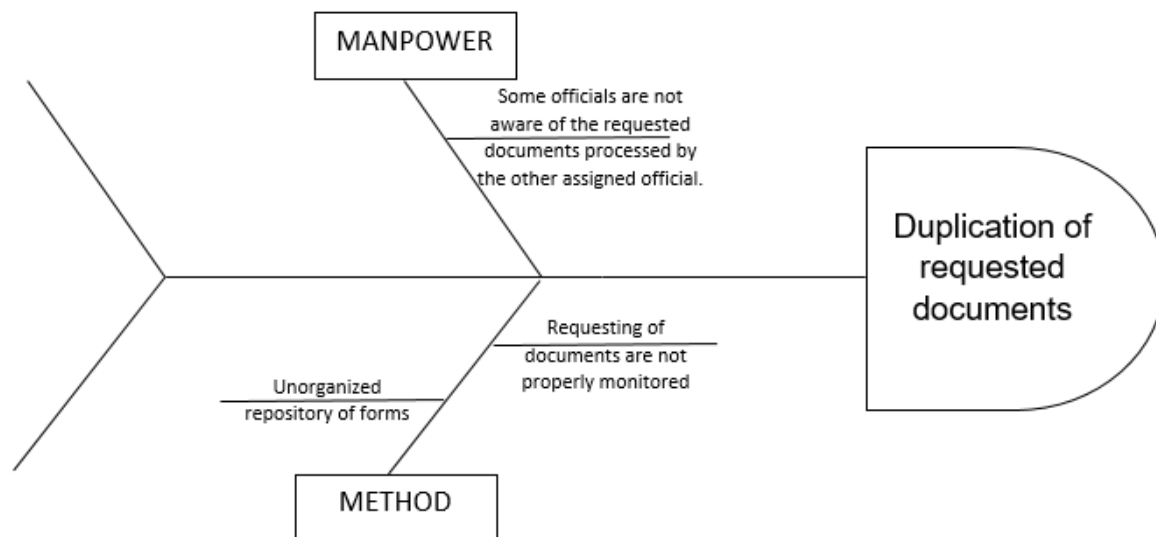 MANPOWER
Some officials are not
aware of the requested
documents processed by
the other assigned official.
Duplication of
requested
documents
Requesting of
documents are not
properly monitored
Unorganized
repository of forms
METHOD